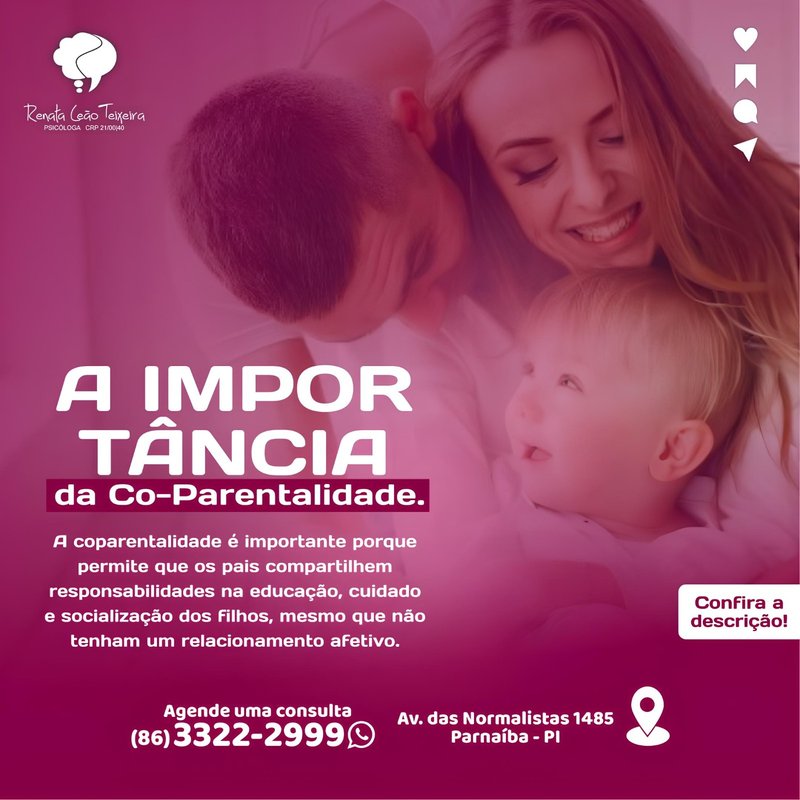 Renata Leão Teixeira
PSICÓLOGA CRP 21/00|40
A IMPOR
TÂNCIA
da Co-Parentalidade.
A coparentalidade é importante porque
permite que os pais compartilhem
responsabilidades na educação, cuidado
e socialização dos filhos, mesmo que não
tenham um relacionamento afetivo.
Confira a
descrição!
Agende uma consulta
(86) 3322-2999
Av. das Normalistas 1485
Parnaíba - PI